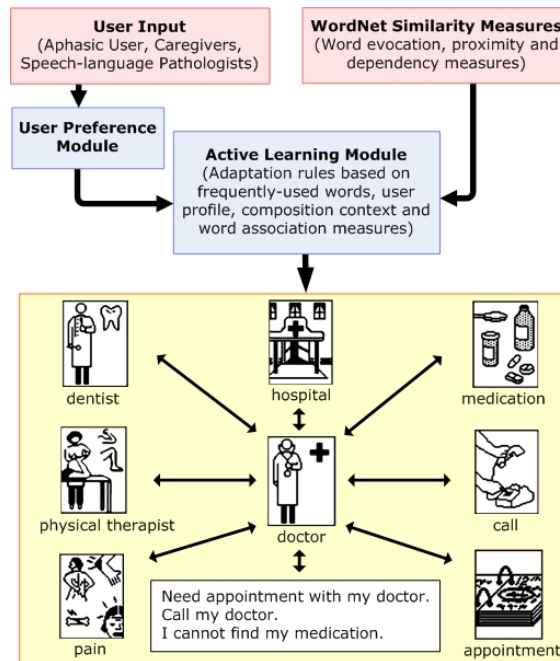 User Input
(Aphasic User, Caregivers,
Speech-language Pathologists)
WordNet Similarity Measures
(Word evocation, proximity and
dependency measures)
User Preference
Module
Active Learning Module
(Adaptation rules based on
frequently-used words, user
profile, composition context and
word association measures)
dentist
hospital
medication
physical therapist
doctor
call
pain
Need appointment with my doctor.
Call my doctor.
I cannot find my medication.
appointment